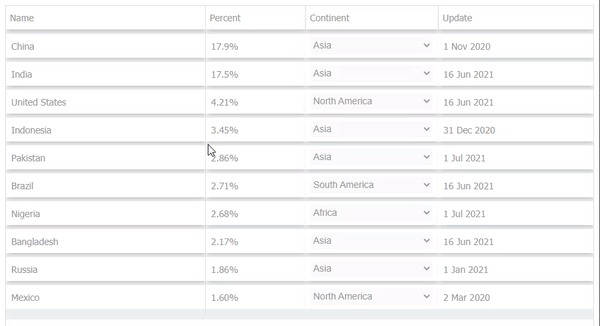 Name Percent Continent Update
China 17.9% Asia 1 Nov 2020
India 17.5% Asia 16 Jun 2021
United States 4.21% North America 16 Jun 2021
Indonesia 3.45% Asia 31 Dec 2020
Pakistan 2.86% Asia 1 Jul 2021
Brazil 2.71% South America 16 Jun 2021
Nigeria 2.68% Africa 1 Jul 2021
Bangladesh 2.17% Asia 16 Jun 2021
Russia 1.86% Asia 1 Jan 2021
Mexico 1.60% North America 2 Mar 2020